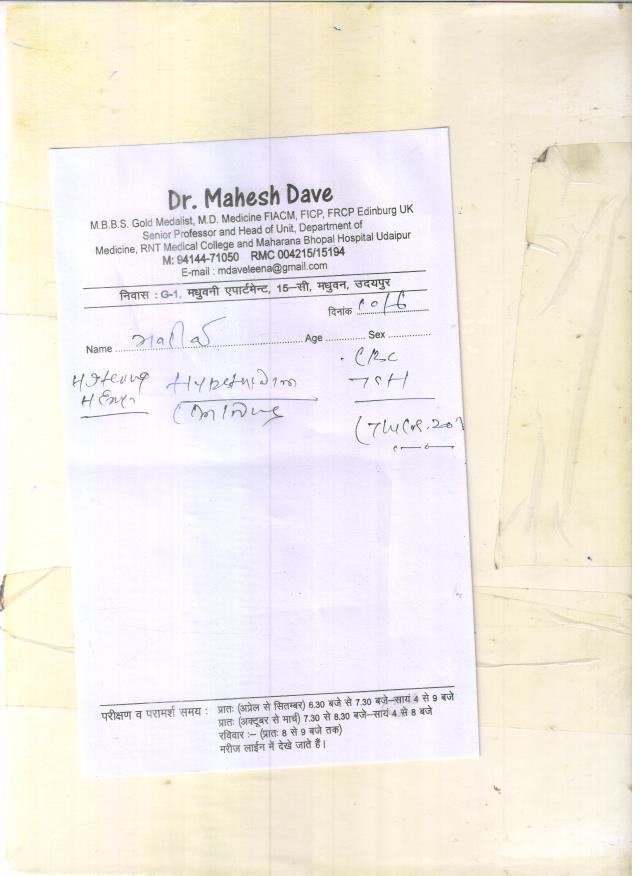 Dr. Mahesh Dave
M.B.B.S. Gold Medalist, M.D. Medicine FIACM, FICP, FRCP Edinburg UK
Senior Professor and Head of Unit, Department of
Medicine, RNT Medical College and Maharana Bhopal Hospital Udaipur
M: 94144-71050 RMC 004215/15194
E-mail : mdaveleena@gmail.com
निवास : G-1, मधुवनी एपार्टमेन्ट, 15-सी, मधुवन, उदयपुर
दिनांक
Name Age Sex
CBC
TSH
परीक्षण व परामर्श समय : प्रातः (अप्रेल से सितम्बर) 6.30 बजे से 7.30 बजे-सायं 4 से 9 बजे
प्रातः (अक्टूबर से मार्च) 7.30 से 8.30 बजे-सायं 4 से 8 बजे
रविवार :- (प्रातः 8 से 9 बजे तक)
मरीज लाईन में देखे जाते हैं।